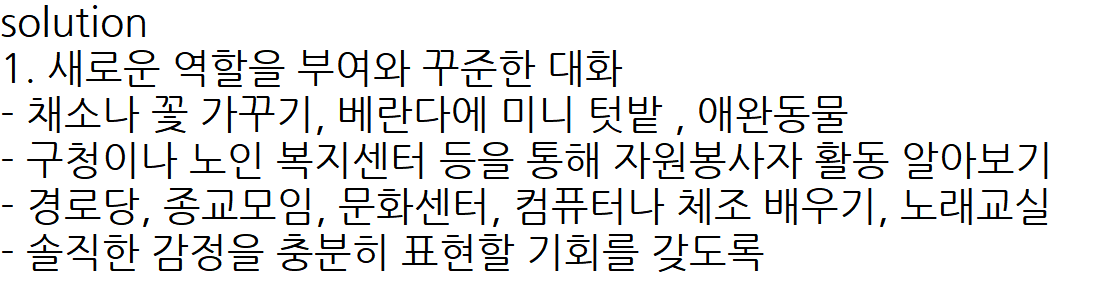 solution
1. 새로운 역할을 부여와 꾸준한 대화
- 채소나 꽃 가꾸기, 베란다에 미니 텃밭 , 애완동물
- 구청이나 노인 복지센터 등을 통해 자원봉사자 활동 알아보기
- 경로당, 종교모임, 문화센터, 컴퓨터나 체조 배우기, 노래교실
- 솔직한 감정을 충분히 표현할 기회를 갖도록